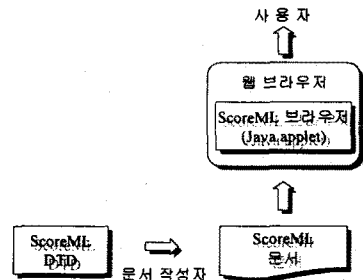 사용자
웹 브라우저
ScoreML 브라우저
(Java applet)
ScoreML
DTD
문서 작성자
ScoreML
문서